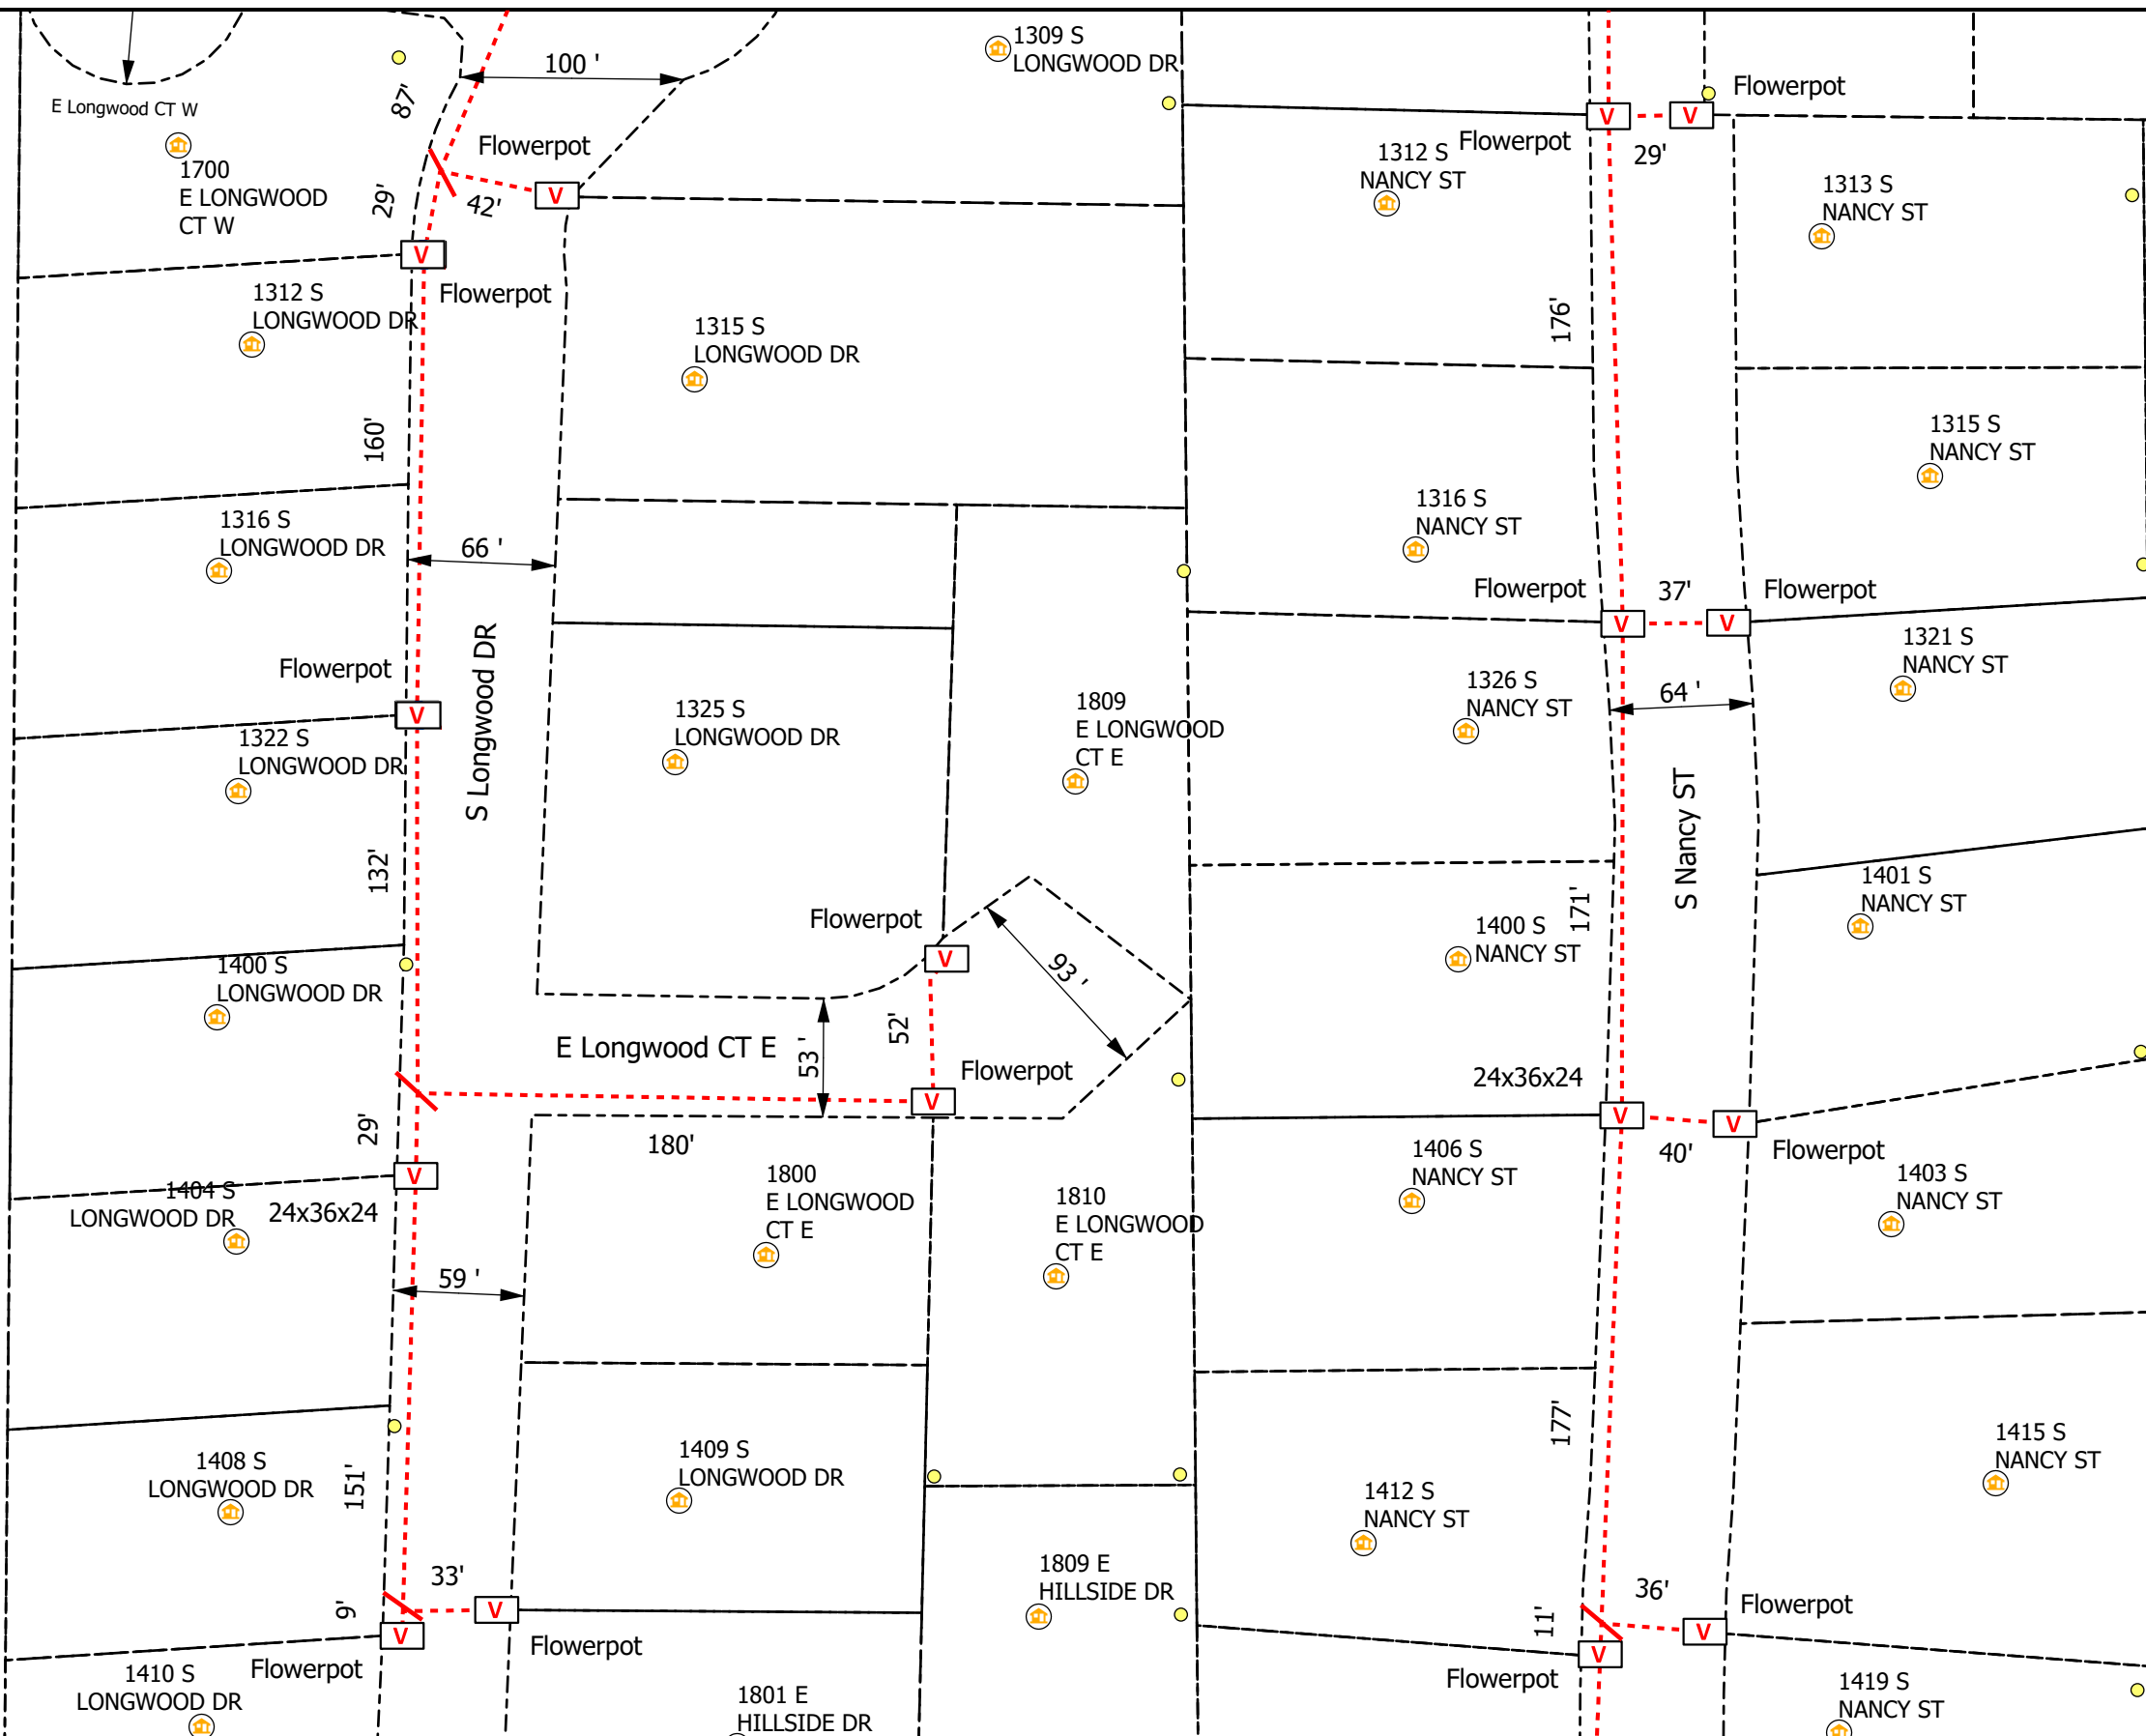 1309 S
LONGWOOD DR
100 '
87'
E Longwood CT W
Flowerpot
V
V
Flowerpot
Flowerpot
29'
1312 S
NANCY ST
1313 S
NANCY ST
1700
E LONGWOOD
CT W
29'
42'
V
V
Flowerpot
1312 S
LONGWOOD DR
1315 S
LONGWOOD DR
176'
160'
1315 S
NANCY ST
1316 S
NANCY ST
1316 S
LONGWOOD DR
66 '
Flowerpot
37'
Flowerpot
V
V
S Longwood DR
Flowerpot
V
1321 S
NANCY ST
1326 S
NANCY ST
64 '
1325 S
LONGWOOD DR
1809
E LONGWOOD
CT E
1322 S
LONGWOOD DR
S Nancy ST
132'
1401 S
NANCY ST
171'
Flowerpot
V
1400 S
NANCY ST
1400 S
LONGWOOD DR
93 '
52'
53 '
E Longwood CT E
Flowerpot
V
24x36x24
V
V
40'
Flowerpot
29'
180'
V
1404 S
LONGWOOD DR
24x36x24
1800
E LONGWOOD
CT E
1810
E LONGWOOD
CT E
1406 S
NANCY ST
1403 S
NANCY ST
59 '
177'
1415 S
NANCY ST
1408 S
LONGWOOD DR
151'
1409 S
LONGWOOD DR
1412 S
NANCY ST
1809 E
HILLSIDE DR
33'
V
9'
V
Flowerpot
Flowerpot
36'
V
Flowerpot
11'
V
Flowerpot
1410 S
LONGWOOD DR
1801 E
HILLSIDE DR
1419 S
NANCY ST